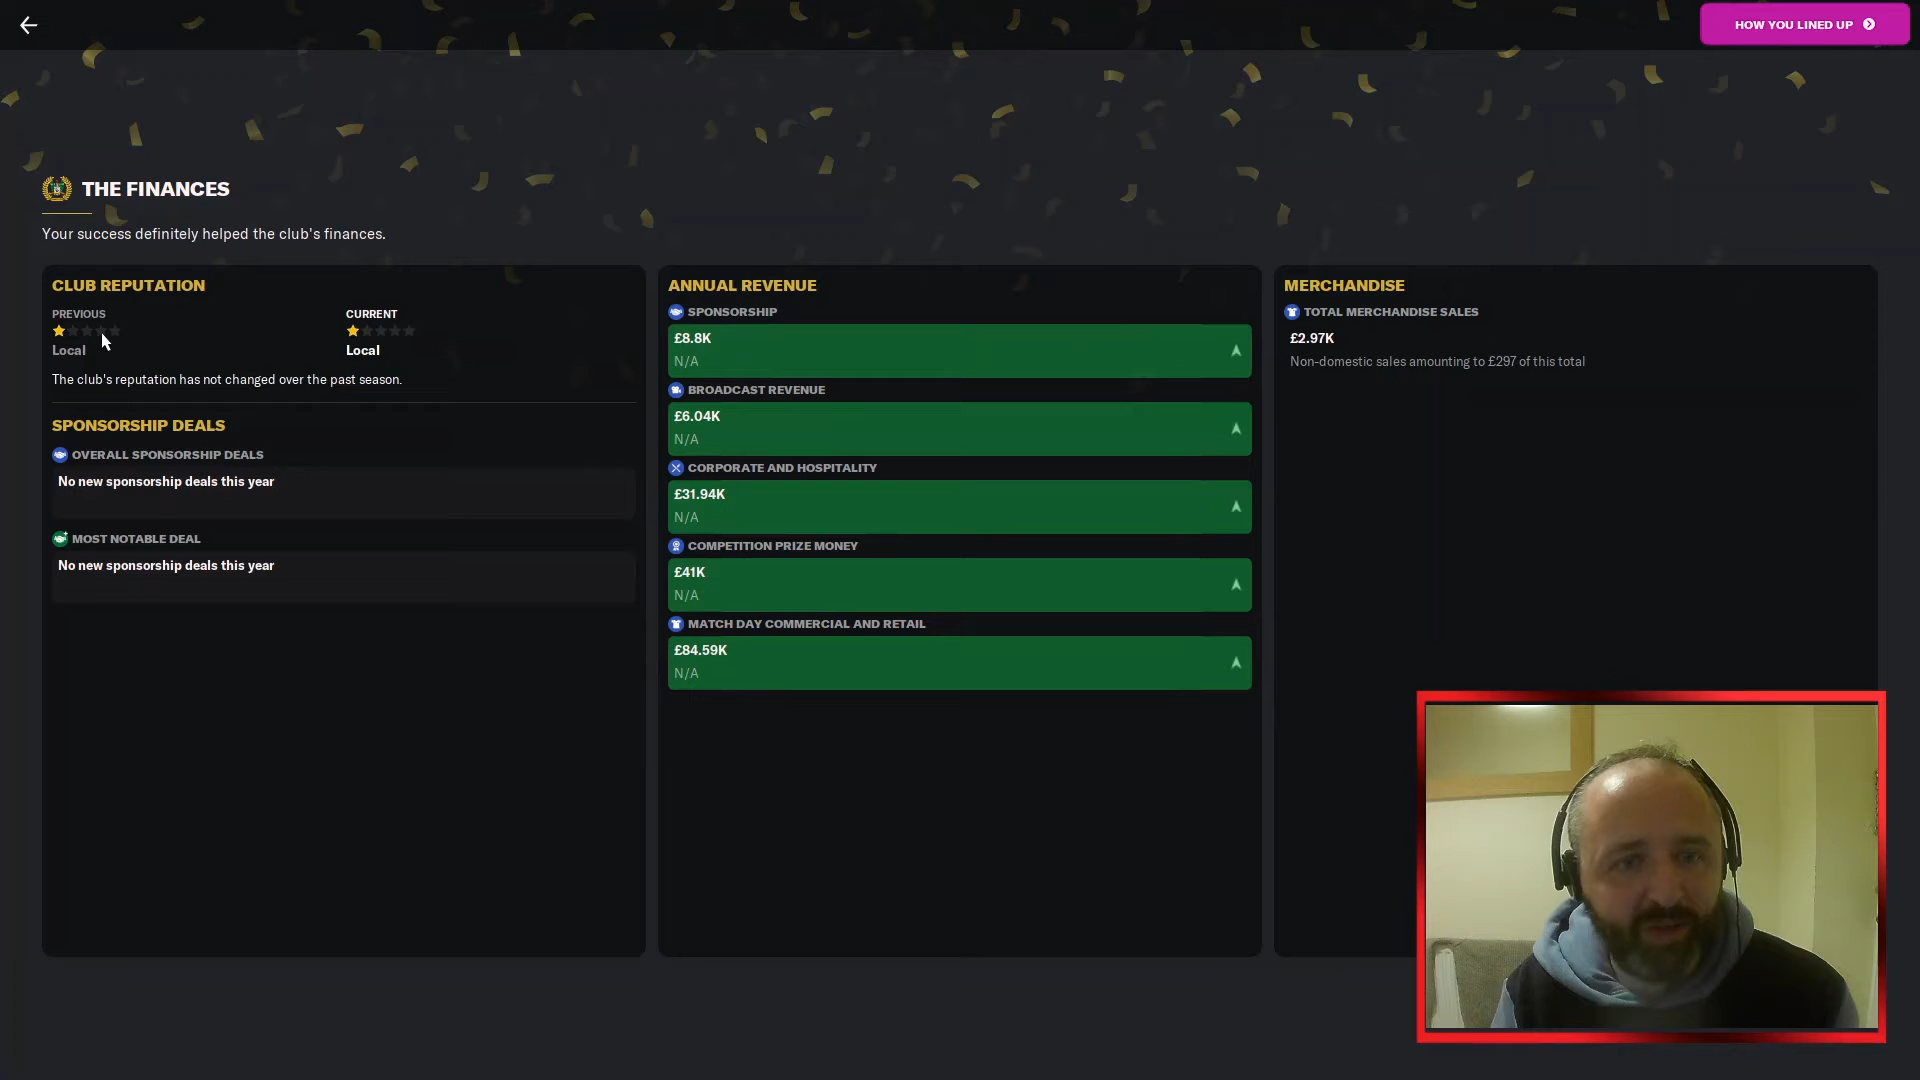 HOW YOU LINED UP
THE FINANCES
Your success definitely helped the club's finances.
CLUB REPUTATION
PREVIOUS
CURRENT
Local
Local
The club's reputation has not changed over the past season.
SPONSORSHIP DEALS
OVERALL SPONSORSHIP DEALS
No new sponsorship deals this year
MOST NOTABLE DEAL
No new sponsorship deals this year
ANNUAL REVENUE
SPONSORSHIP
£8.8K
N/A
BROADCAST REVENUE
£6.04K
N/A
CORPORATE AND HOSPITALITY
£31.94K
N/A
COMPETITION PRIZE MONEY
£41K
N/A
MATCH DAY COMMERCIAL AND RETAIL
£84.59K
N/A
MERCHANDISE
TOTAL MERCHANDISE SALES
£2.97K
Non-domestic sales amounting to £297 of this total